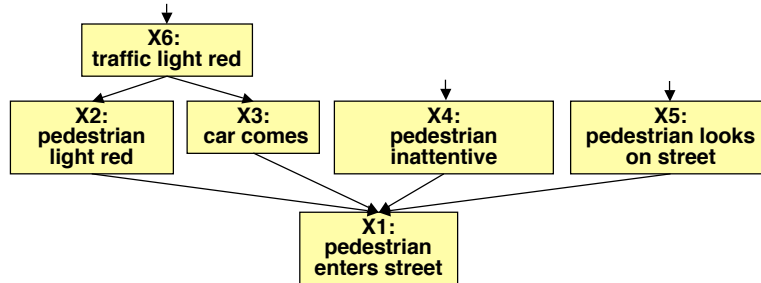 X6:
traffic light red
X2:
pedestrian
light red
X3:
car comes
X4:
pedestrian
inattentive
X5:
pedestrian looks
on street
X1:
pedestrian
enters street